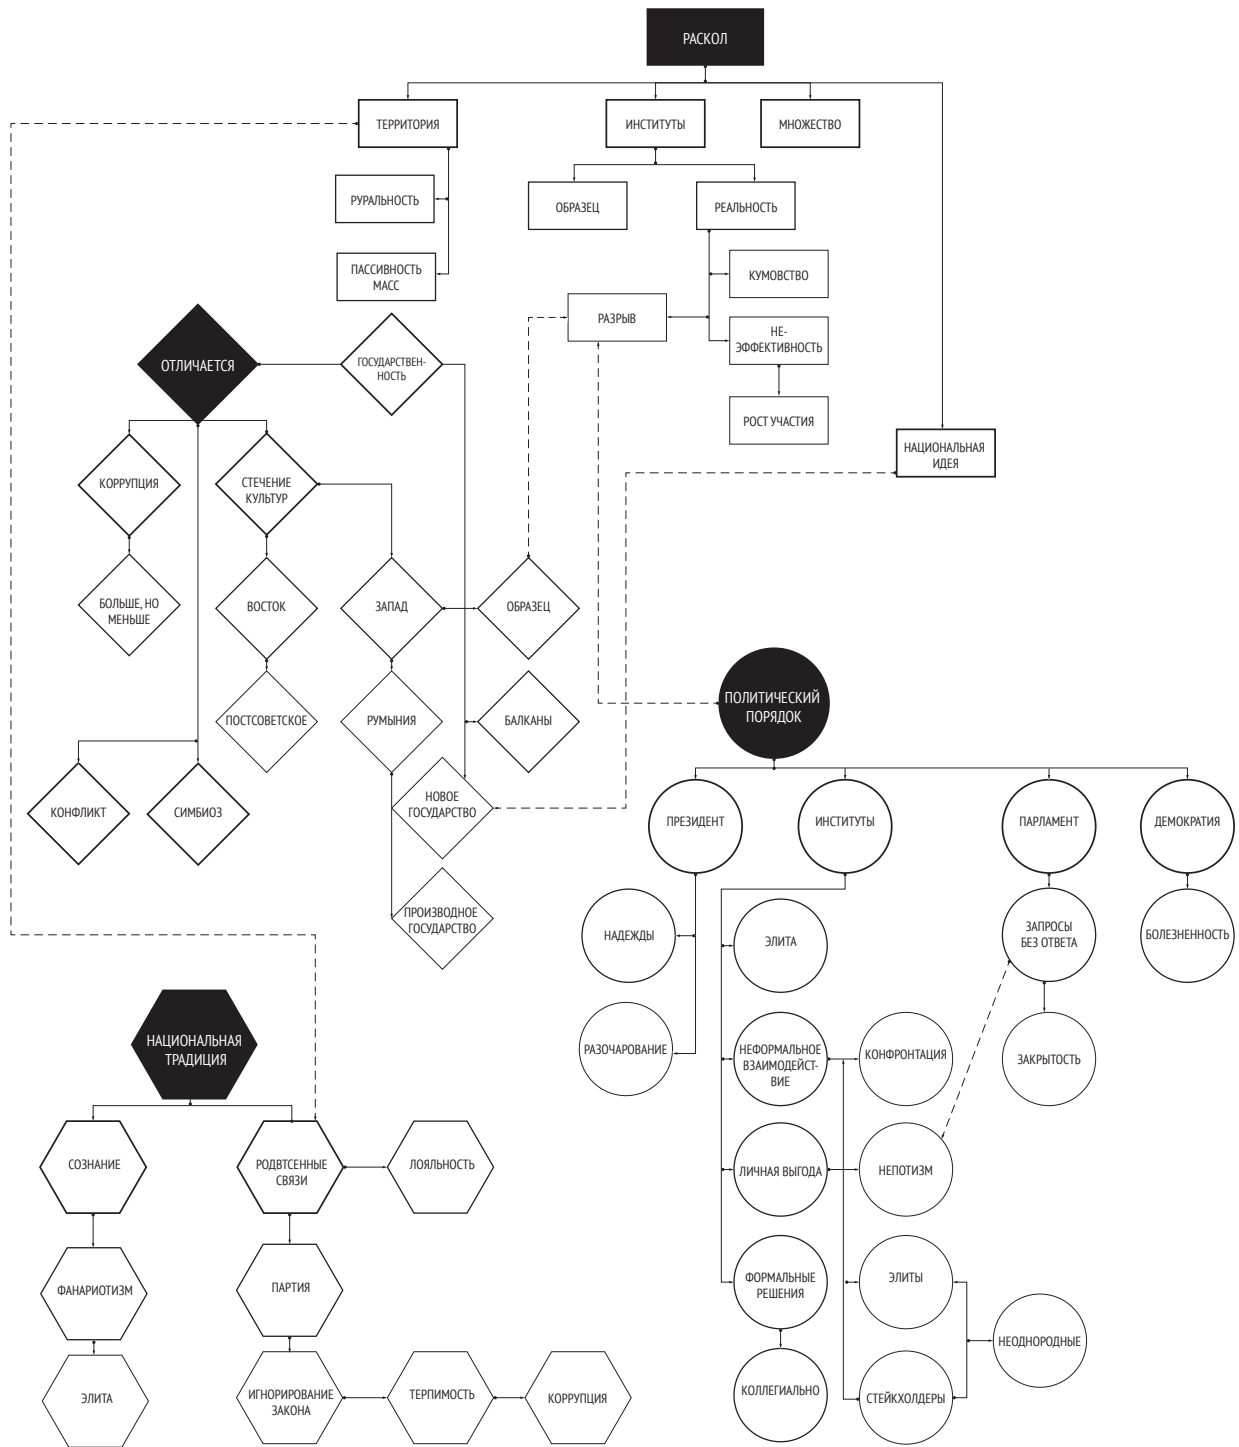 РАСКОЛ
ТЕРРИТОРИЯ
ИНСТИТУТЫ
МНОЖЕСТВО
РУРАЛЬНОСТЬ
ОБРАЗЕЦ
РЕАЛЬНОСТЬ
ПАССИВНОСТЬ
МАСС
КУМОВСТВО
РАЗРЫВ
НЕ-
ЭФФЕКТИВНОСТЬ
ОТЛИЧАЕТСЯ
ГОСУДАРСТВЕН-
НОСТЬ
РОСТ УЧАСТИЯ
НАЦИОНАЛЬНАЯ
ИДЕЯ
КОРРУПЦИЯ
СТЕЧЕНИЕ
КУЛЬТУР
БОЛЬШЕ, НО
МЕНЬШЕ
ВОСТОК
ЗАПАД
ОБРАЗЕЦ
ПОСТСОВЕТСКОЕ
РУМЫНИЯ
БАЛКАНЫ
ПОЛИТИЧЕСКИЙ
ПОРЯДОК
КОНФЛИКТ
СИМБИОЗ
НОВОЕ
ГОСУДАРСТВО
ПРЕЗИДЕНТ
ИНСТИТУТЫ
ПАРЛАМЕНТ
ДЕМОКРАТИЯ
ПРОИЗВОДНОЕ
ГОСУДАРСТВО
НАДЕЖДЫ
ЭЛИТА
ЗАПРОСЫ
БЕЗ ОТВЕТА
БОЛЕЗНЕННОСТЬ
НАЦИОНАЛЬНАЯ
ТРАДИЦИЯ
РАЗОЧАРОВАНИЕ
НЕФОРМАЛЬНОЕ
ВЗАИМОДЕЙСТ-
ВИЕ
КОНФРОНТАЦИЯ
ЗАКРЫТОСТЬ
СОЗНАНИЕ
РОДВТСЕННЫЕ
СВЯЗИ
ЛОЯЛЬНОСТЬ
ЛИЧНАЯ ВЫГОДА
НЕПОТИЗМ
ФАНАРИОТИЗМ
ПАРТИЯ
ФОРМАЛЬНЫЕ
РЕШЕНИЯ
ЭЛИТЫ
НЕОДНОРОДНЫЕ
ЭЛИТА
ИГНОРИРОВАНИЕ
ЗАКОНА
ТЕРПИМОСТЬ
КОРРУПЦИЯ
КОЛЛЕГИАЛЬНО
СТЕЙКХОЛДЕРЫ